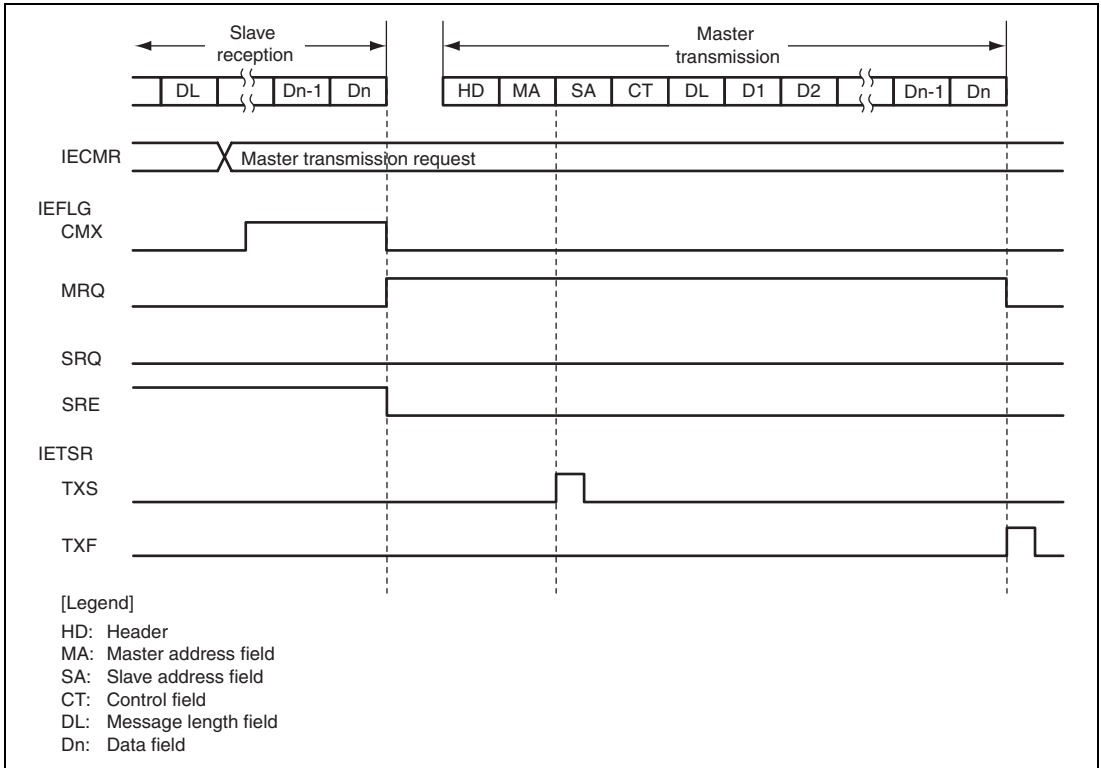 Slave
reception
Master
transmission
DL Dn-1 Dn HD MA SA CT DL D1 D2 Dn-1 Dn
IECMR Master transmission request
IEFLG
CMX
MRQ
SRQ
SRE
IETSR
TXS
TXF
[Legend]
HD: Header
MA: Master address field
SA: Slave address field
CT: Control field
DL: Message length field
Dn: Data field